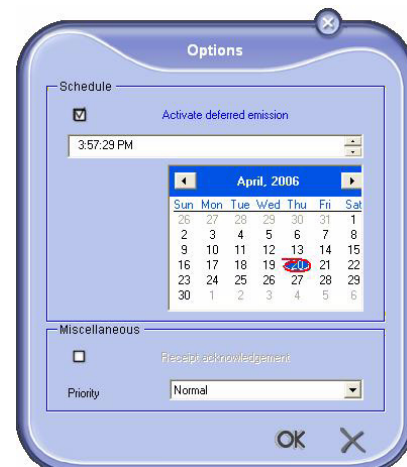 Options
Schedule
Activate deferred emission
3:57:29 PM
April, 2006
Sun Mon Tue Wed Thu Fri Sat
26 27 28 29 30 31 1
2 3 4 5 6 7 8
9 10 11 12 13 14 15
16 17 18 19 20 21 22
23 24 25 26 27 28 29
30 1 2 3 4 5 6
Miscellaneous
Receipt acknowledgement
Priority Normal
OK